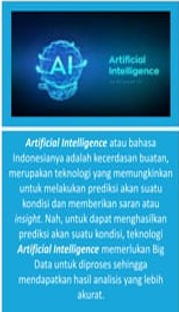 AI
Artificial
Intelligence
Artificial Intelligence atau bahasa
Indonesianya adalah kecerdasan buatan,
merupakan teknologi yang memungkinkan
untuk melakukan prediksi akan suatu
kondisi dan memberikan saran atau
insight. Nah, untuk dapat menghasilkan
prediksi akan suatu kondisi, teknologi
Artificial Intelligence memerlukan Big
Data untuk diproses sehingga
mendapatkan hasil analisis yang lebih
akurat.